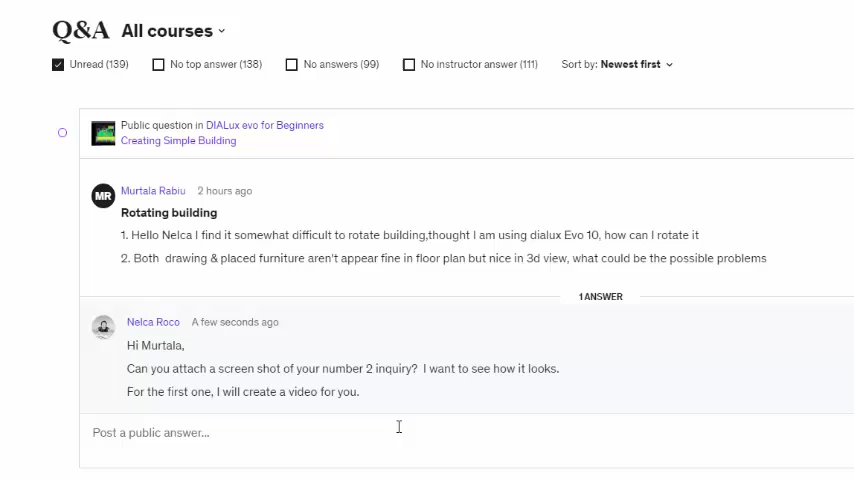 Q&A All courses
Unread (139) No top answer (138) No answers (99) No instructor answer (111) Sort by: Newest first
Public question in DIALux evo for Beginners
Creating Simple Building
MR Murtala Rabiu 2 hours ago
Rotating building
1. Hello Nelca I find it somewhat difficult to rotate building,thought I am using dialux Evo 10, how can I rotate it
2. Both drawing & placed furniture aren't appear fine in floor plan but nice in 3d view, what could be the possible problems
1 ANSWER
Nelca Roco A few seconds ago
Hi Murtala,
Can you attach a screen shot of your number 2 inquiry? I want to see how it looks.
For the first one, I will create a video for you.
Post a public answer...